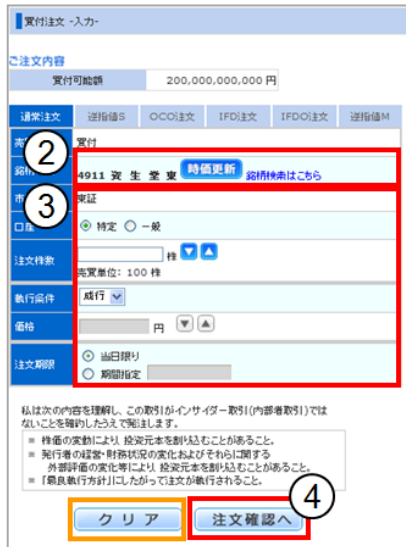 買付注文 -入力-
ご注文内容
買付可能額 200,000,000,000 円
通常注文 逆指値S OCO注文 IFD注文 IFDO注文 逆指値M
② 買付
銘柄 4911 資 生 堂 東 時価更新 銘柄検索はこちら
③ 東証
口座 特定 一般
注文株数 株
売買単位: 100 株
執行条件 成行
価格 円
注文期限 当日限り
期間指定
私は次の内容を理解し、この取引がインサイダー取引(内部者取引)では
ないことを確約したうえで発注します。
株価の変動により、投資元本を割り込むことがあること。
発行者の経営・財務状況の変化およびそれらに関する
外部評価の変化等により、投資元本を割り込むことがあること。
「最良執行方針」にしたがって注文が執行されること。
④
クリア 注文確認へ